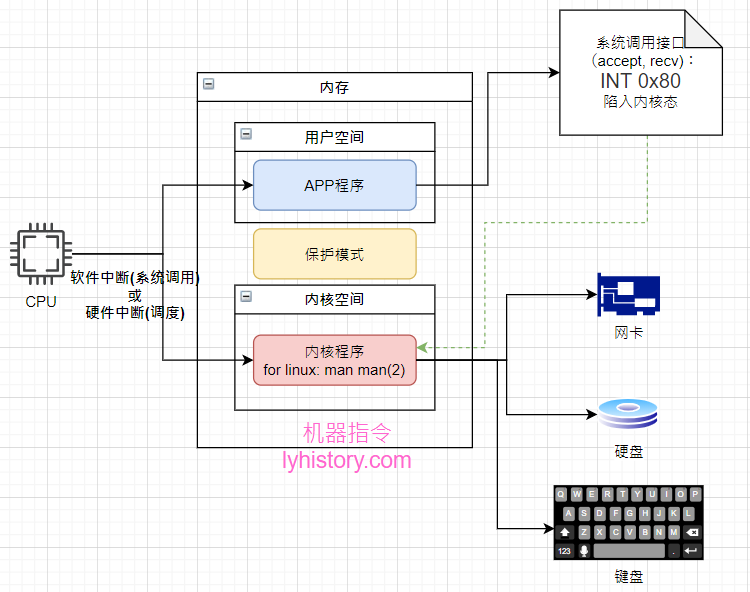 系统调用接口
（accept, recv)：
INT 0x80
陷入内核态
内存
用户空间
APP程序
保护模式
软件中断(系统调用)
或
硬件中断(调度)
CPU
内核空间
内核程序
for linux: man man(2)
机器指令
lyhistory.com
网卡
硬盘
Q W E R T Y U I O P
A S D F G H J K L
Z X C V B N M
123 .
键盘